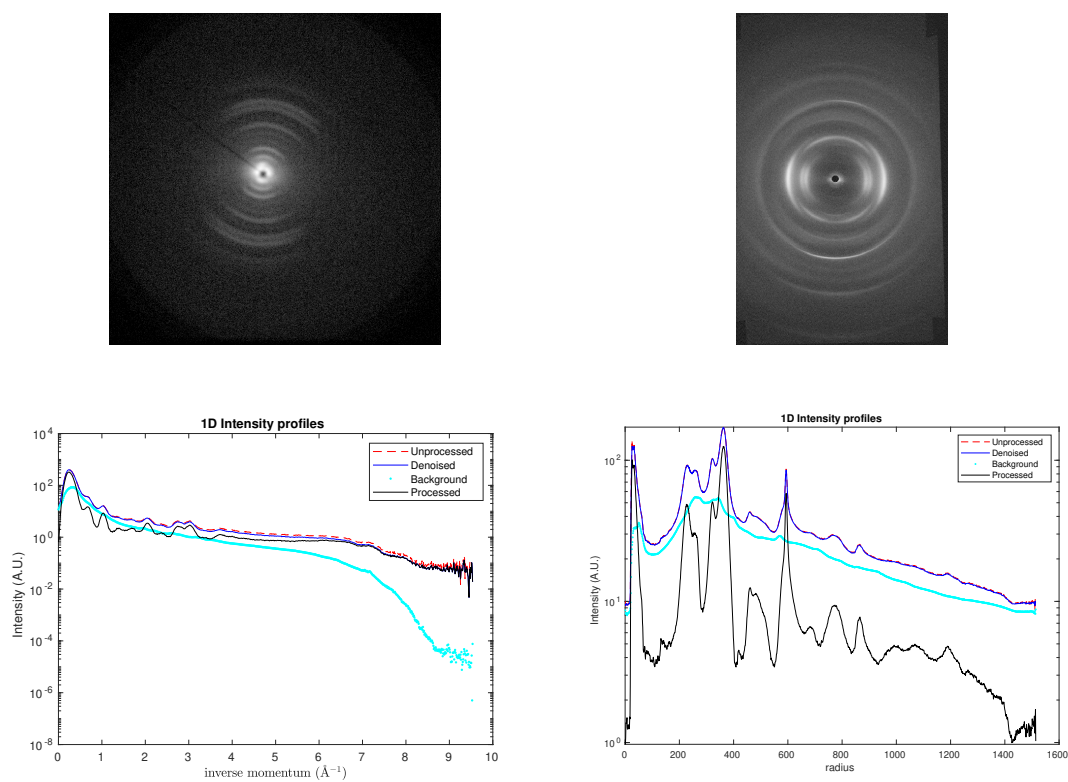 1D Intensity profiles
10^4
10^2
10^0
10^-2
10^-4
10^-6
10^-8
Intensity (A.U.)
Unprocessed
Denoised
Background
Processed
0 1 2 3 4 5 6 7 8 9 10
inverse momentum (Å^-1)
1D Intensity profiles
10^2
10^1
10^0
Intensity (A.U.)
Unprocessed
Denoised
Background
Processed
0 200 400 600 800 1000 1200 1400 1600
radius